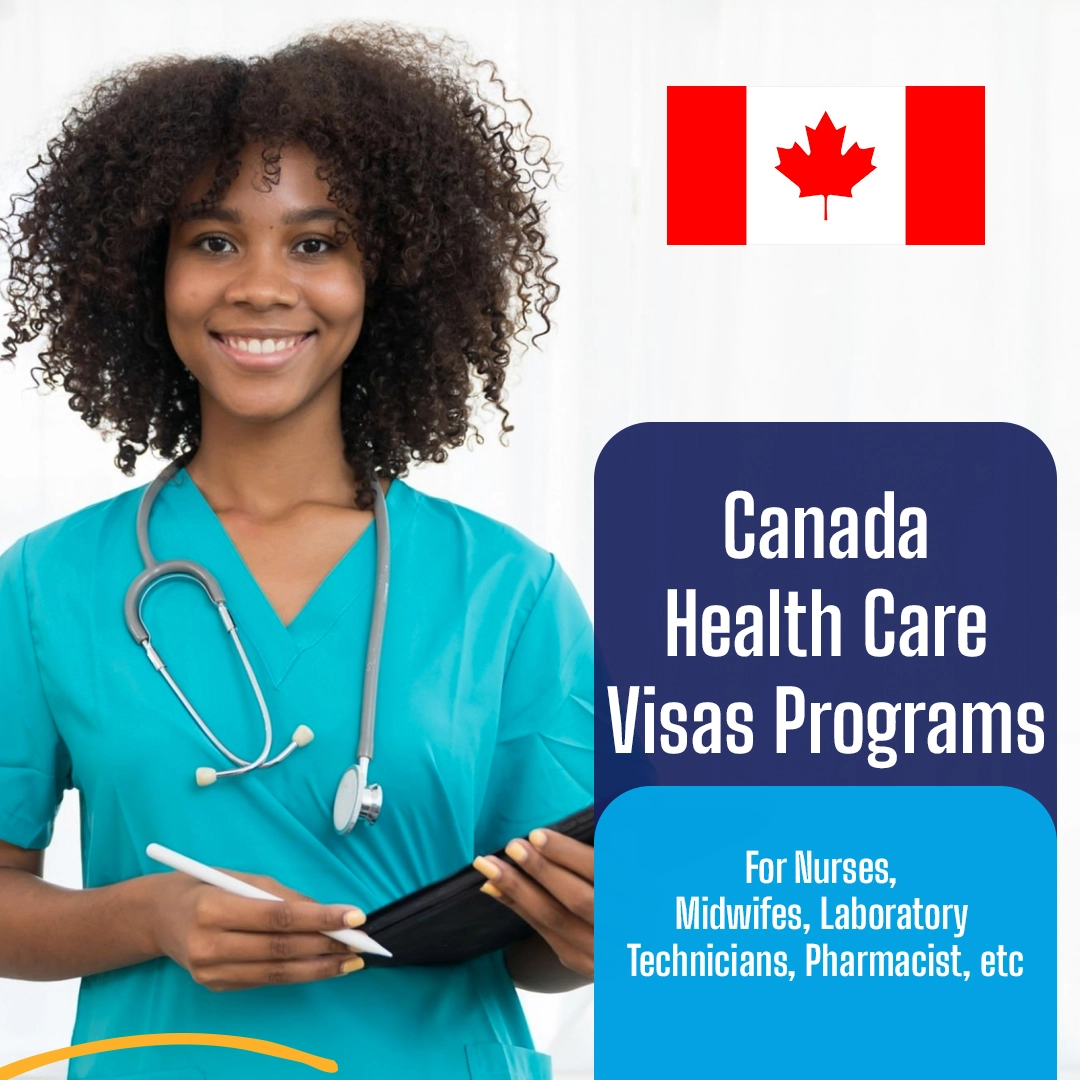 Canada
Health Care
Visas Programs
For Nurses,
Midwifes, Laboratory
Technicians, Pharmacist, etc